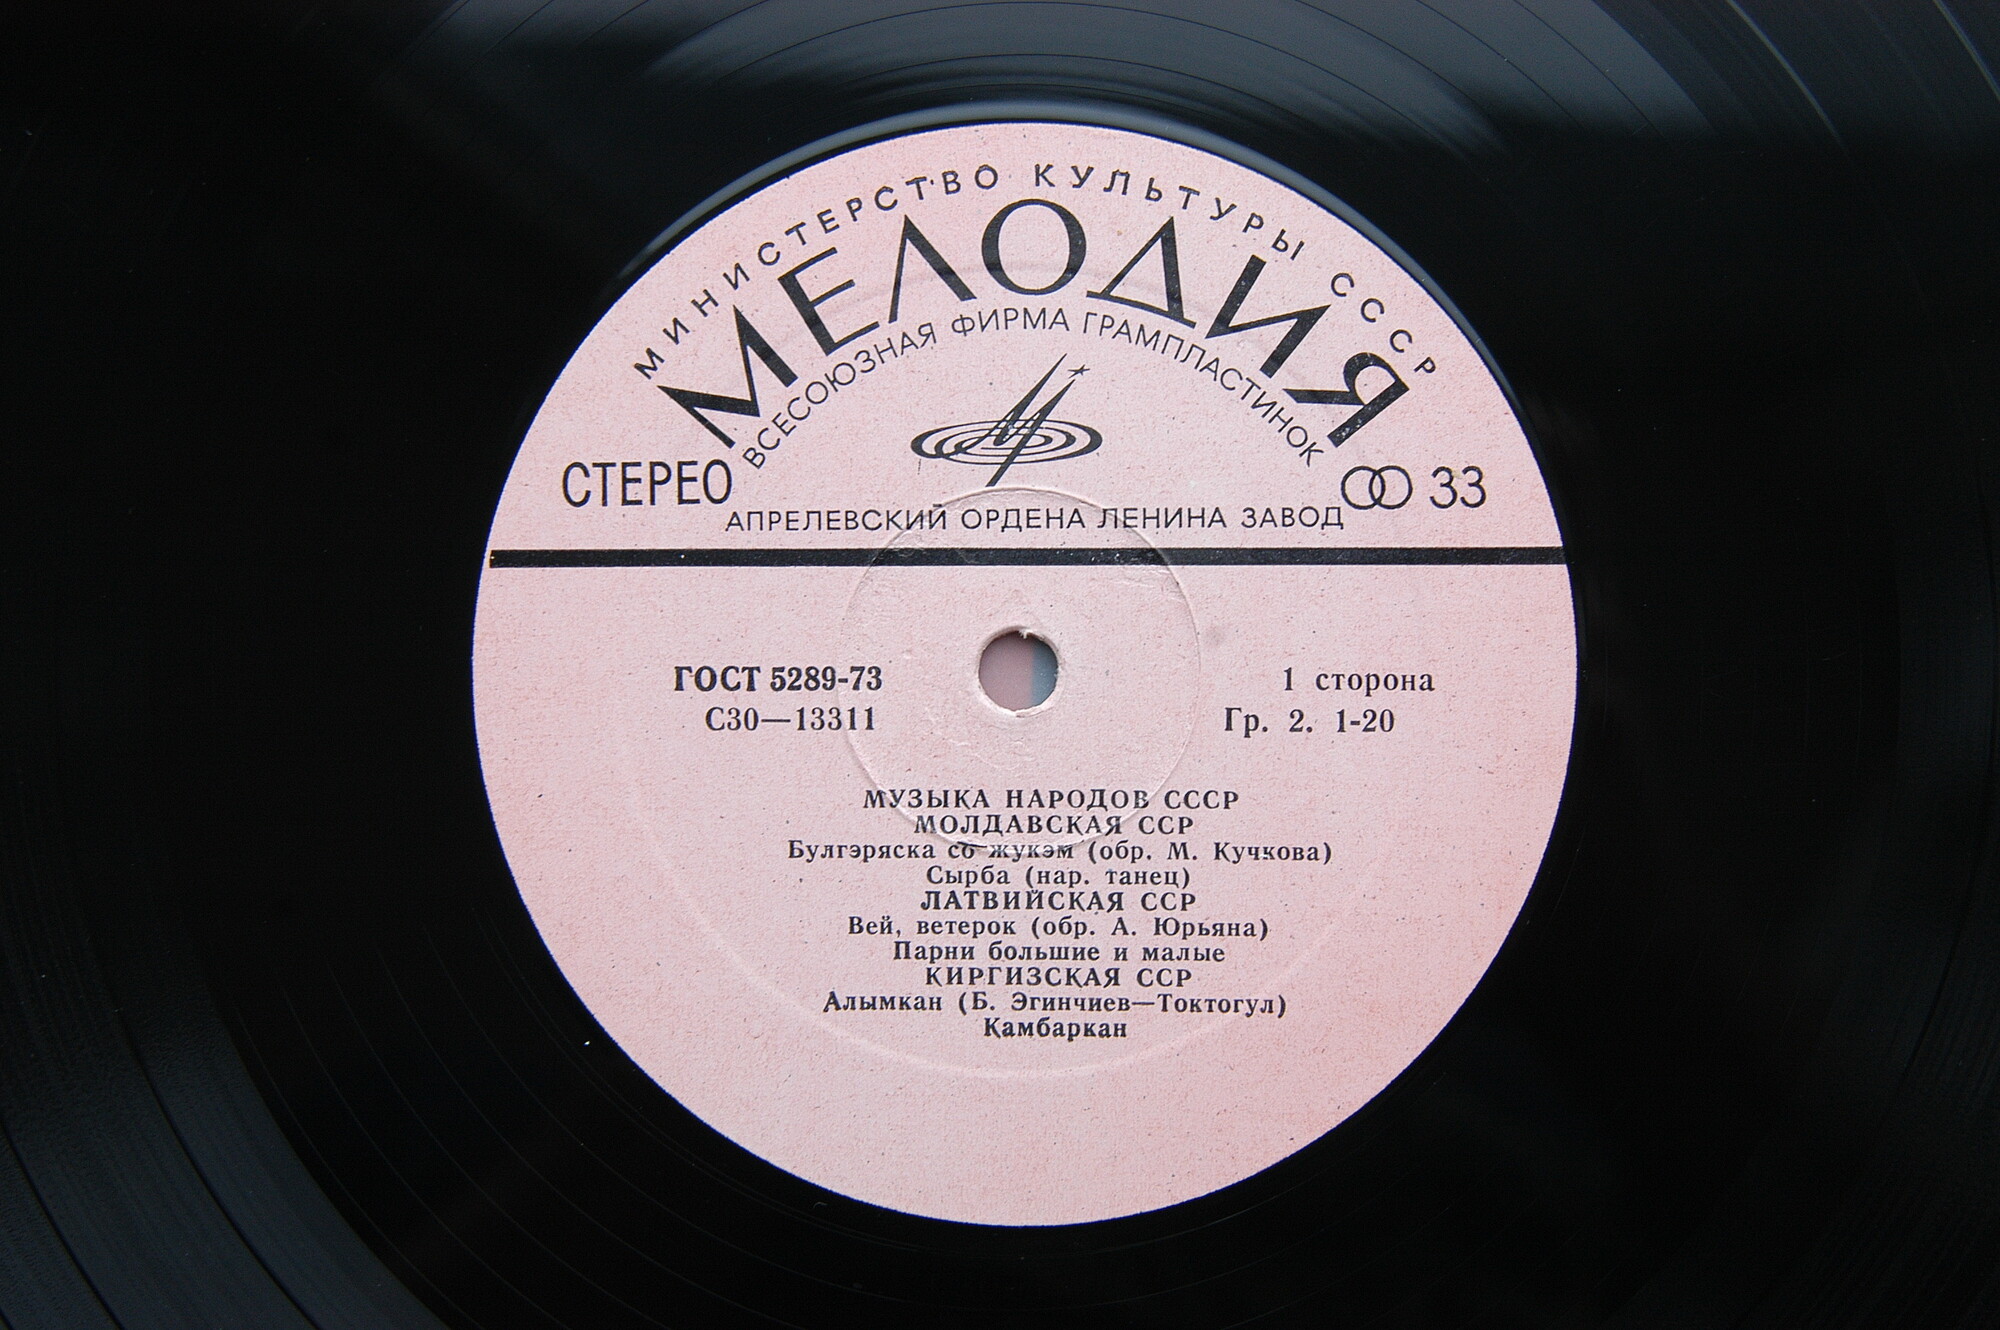 МИНИСТЕРСТВО КУЛЬТУРЫ СССР
МЕЛОДИЯ
ВСЕСОЮЗНАЯ ФИРМА ГРАМПЛАСТИНОК
СТЕРЕО
33
АПРЕЛЕВСКИЙ ОРДЕНА ЛЕНИНА ЗАВОД
ГОСТ 5289-73
1 сторона
С30—13311
Гр. 2. 1-20
МУЗЫКА НАРОДОВ СССР
МОЛДАВСКАЯ ССР
Булгэряска со жукэм (обр. М. Кучкова)
Сырба (нар. танец)
ЛАТВИЙСКАЯ ССР
Вей, ветерок (обр. А. Юрьяна)
Парни большие и малые
КИРГИЗСКАЯ ССР
Алымкан (Б. Эгинчиев—Токтогул)
Камбаркан